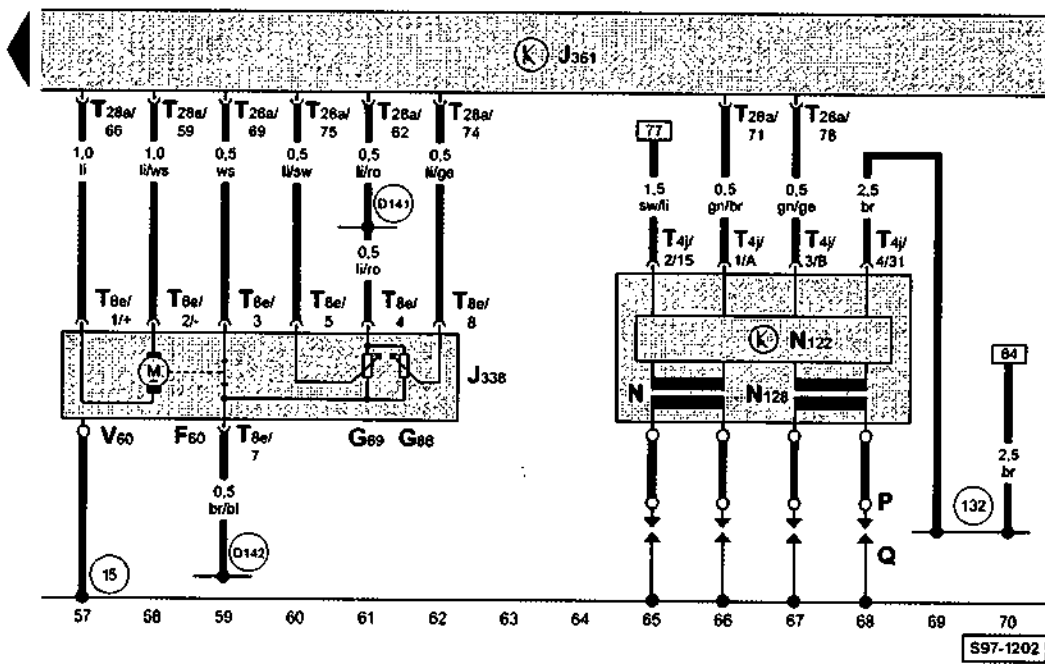 K J361
T28a/ T28a/ T28a/ T28a/ T28a/ T28a/ T28a/ T28a/
66 59 69 75 62 74 71 78
77
1,0 1,0 0,5 0,5 0,5 0,5
li li/ws ws li/sw li/ro li/ge
1,5 0,5 0,5 2,5
sw/li gn/br gn/ge br
D141
0,5
li/ro
T4j/ T4j/ T4j/ T4j/
2/15 1/A 3/B 4/31
T8e/ T8e/ T8e/ T8e/ T8e/ T8e/
1/+ 2/- 3 5 4 8
M
J338
K N122
N N128
84
V60 F60 T8e/ G69 G88
7
0,5
br/bl
2,5
br
P
132
D142
Q
15
57 58 59 60 61 62 63 64 65 66 67 68 69 70
S97-1202